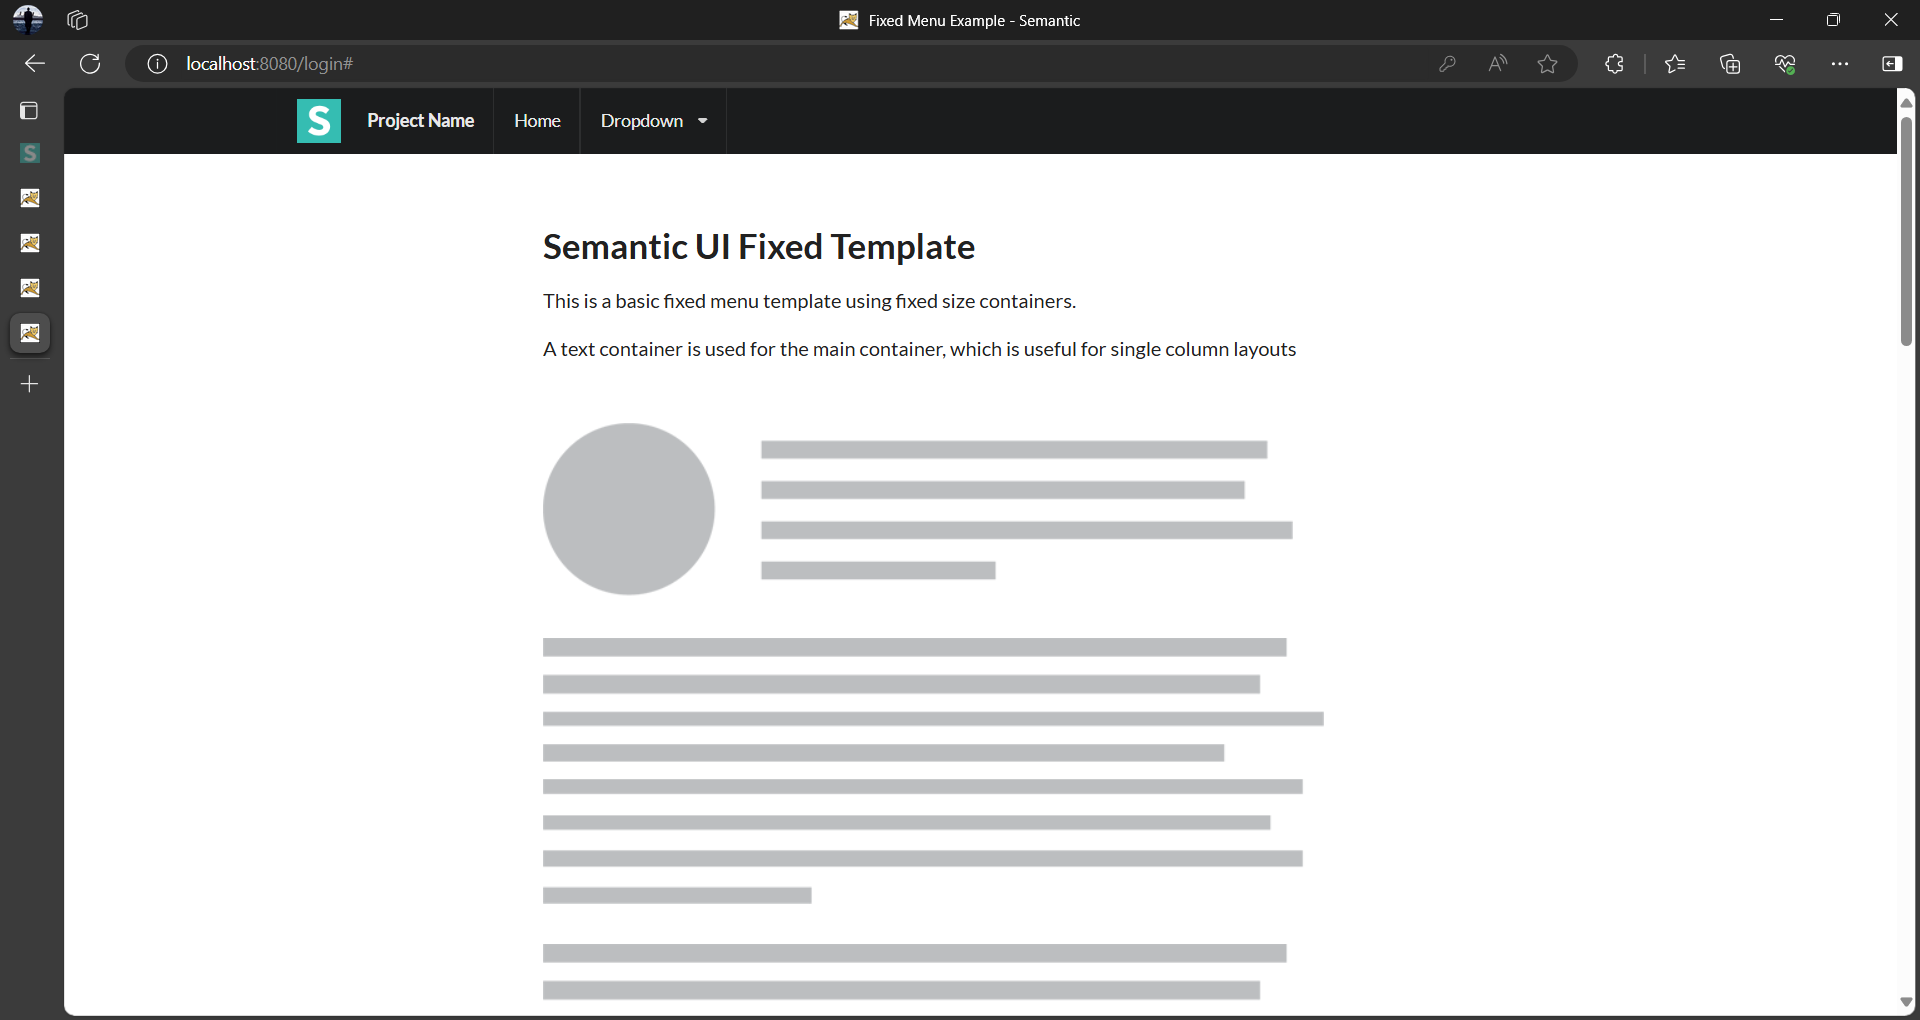 Fixed Menu Example - Semantic
localhost:8080/login#
S
Project Name
Home
Dropdown
Semantic UI Fixed Template
This is a basic fixed menu template using fixed size containers.
A text container is used for the main container, which is useful for single column layouts